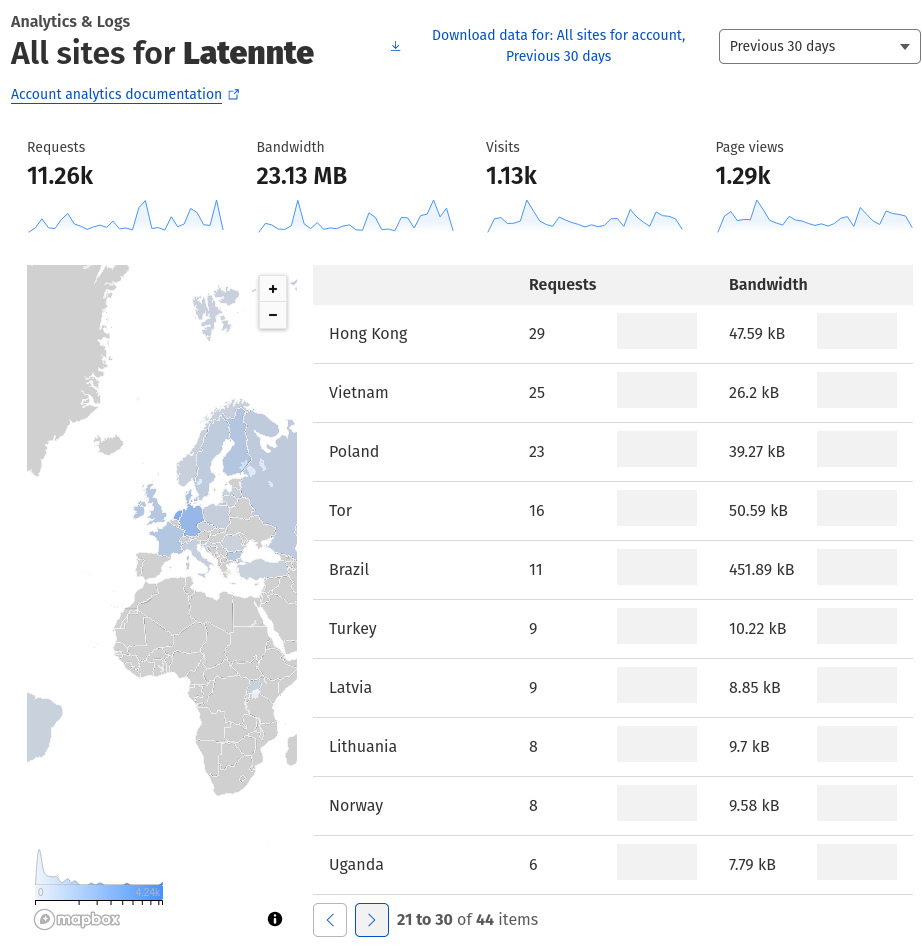 Analytics & Logs
All sites for Latennte
Download data for: All sites for account,
Previous 30 days
Previous 30 days
Account analytics documentation
Requests
11.26k
Bandwidth
23.13 MB
Visits
1.13k
Page views
1.29k
+
−
Requests Bandwidth
Hong Kong 29 47.59 kB
Vietnam 25 26.2 kB
Poland 23 39.27 kB
Tor 16 50.59 kB
Brazil 11 451.89 kB
Turkey 9 10.22 kB
Latvia 9 8.85 kB
Lithuania 8 9.7 kB
Norway 8 9.58 kB
Uganda 6 7.79 kB
0 4.24k
mapbox
21 to 30 of 44 items